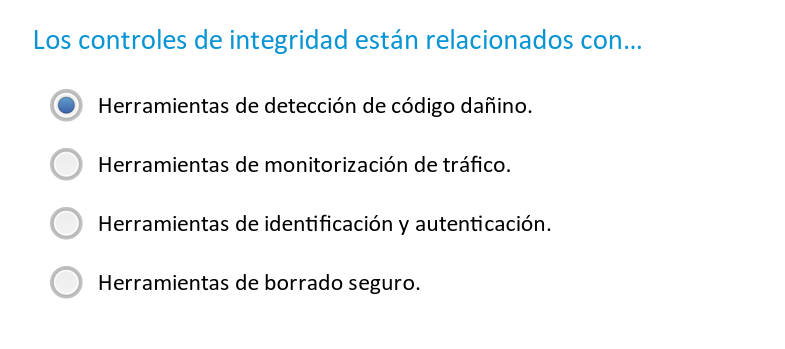 Los controles de integridad están relacionados con...
Herramientas de detección de código dañino.
Herramientas de monitorización de tráfico.
Herramientas de identificación y autenticación.
Herramientas de borrado seguro.